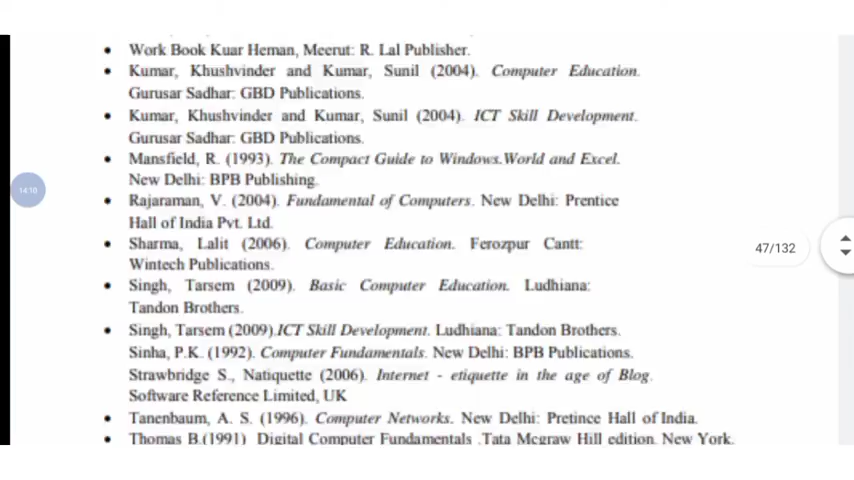 • Work Book Kuar Heman, Meerut: R. Lal Publisher.
• Kumar, Khushvinder and Kumar, Sunil (2004). Computer Education.
Gurusar Sadhar: GBD Publications.
• Kumar, Khushvinder and Kumar, Sunil (2004). ICT Skill Development.
Gurusar Sadhar: GBD Publications.
• Mansfield, R. (1993). The Compact Guide to Windows.World and Excel.
New Delhi: BPB Publishing.
• Rajaraman, V. (2004). Fundamental of Computers. New Delhi: Prentice
Hall of India Pvt. Ltd.
• Sharma, Lalit (2006). Computer Education. Ferozpur Cantt:
Wintech Publications.
• Singh, Tarsem (2009). Basic Computer Education. Ludhiana:
Tandon Brothers.
• Singh, Tarsem (2009).ICT Skill Development. Ludhiana: Tandon Brothers.
Sinha, P.K. (1992). Computer Fundamentals. New Delhi: BPB Publications.
Strawbridge S., Natiquette (2006). Internet - etiquette in the age of Blog.
Software Reference Limited, UK
• Tanenbaum, A. S. (1996). Computer Networks. New Delhi: Pretince Hall of India.
• Thomas B.(1991) Digital Computer Fundamentals .Tata Mcgraw Hill edition. New York.
14:10
47/132